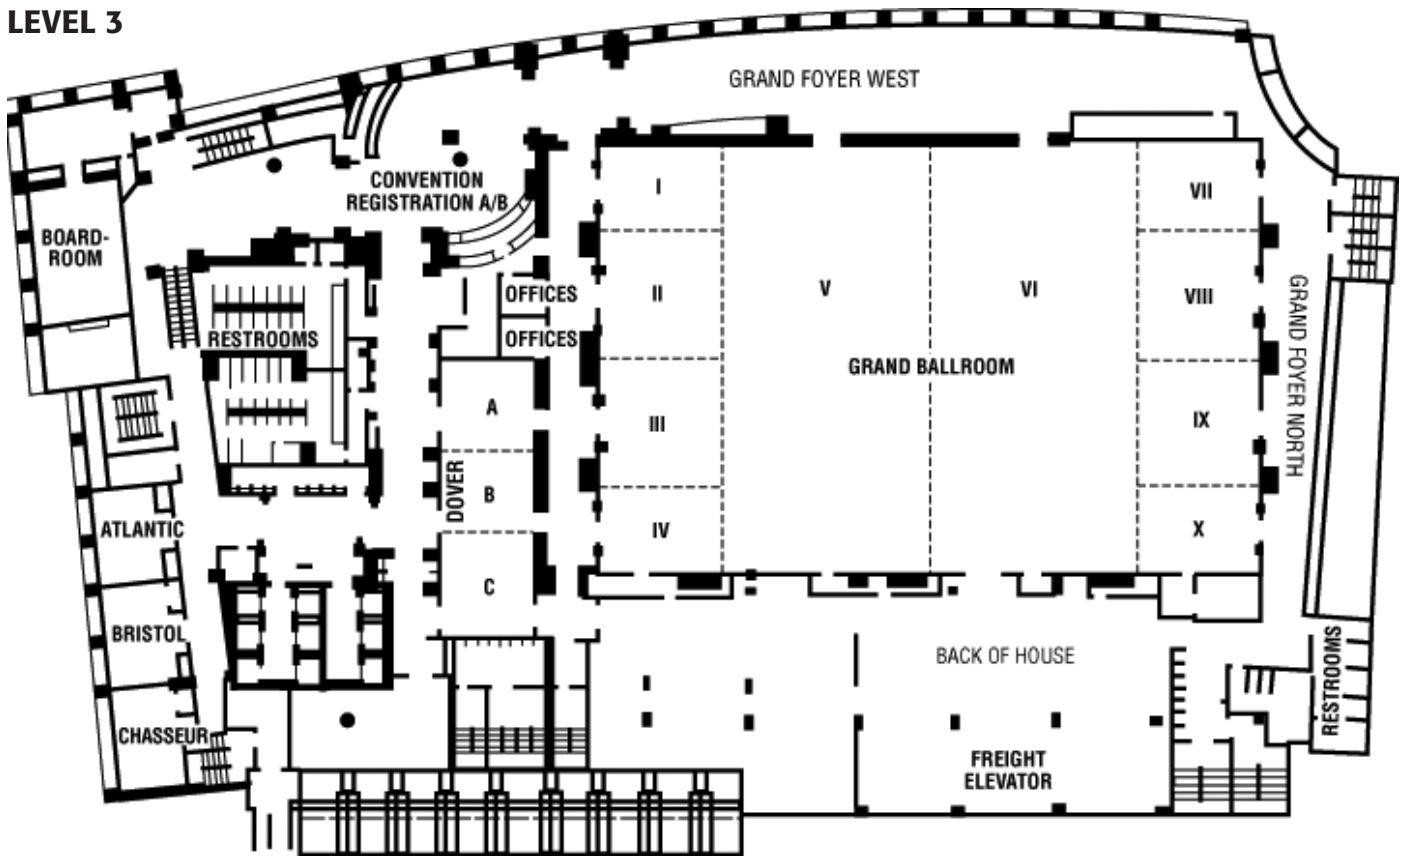 LEVEL 3
GRAND FOYER WEST
CONVENTION
REGISTRATION A/B
I
VII
BOARD-
ROOM
OFFICES
II
V
VI
VIII
GRAND FOYER NORTH
RESTROOMS
OFFICES
GRAND BALLROOM
A
III
IX
DOVER
B
ATLANTIC
IV
X
C
BRISTOL
BACK OF HOUSE
RESTROOMS
CHASSEUR
FREIGHT
ELEVATOR